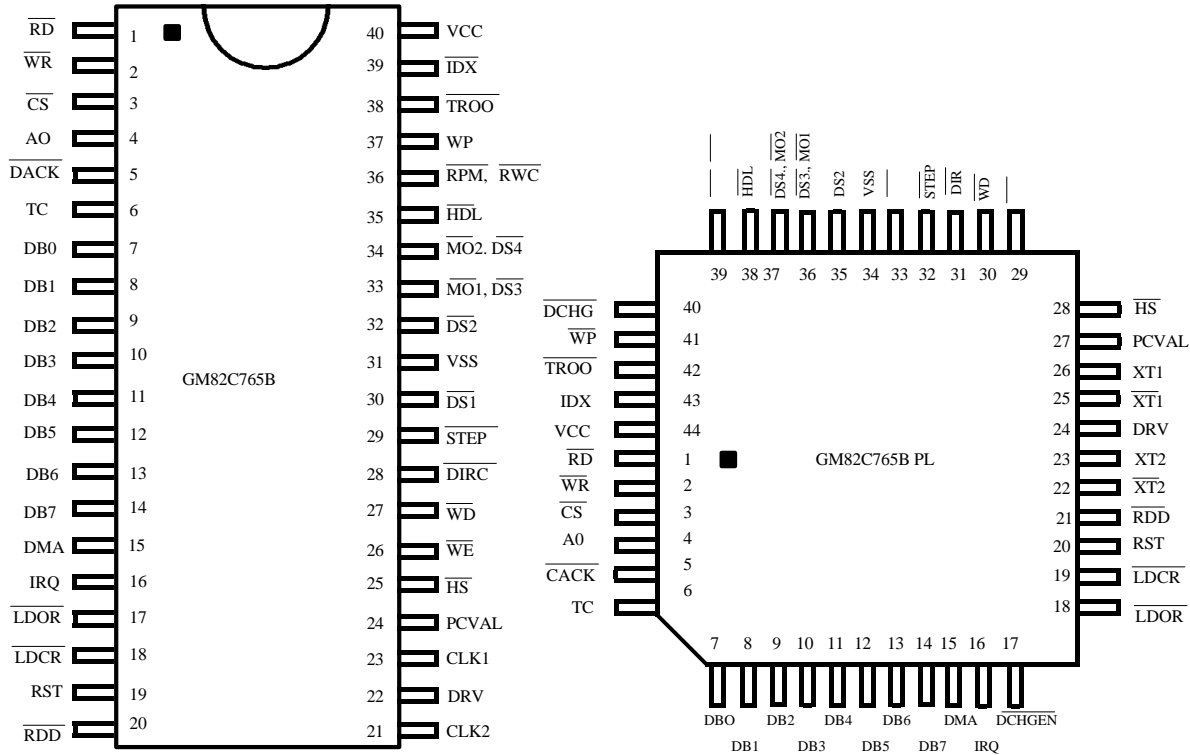 RD 1 40 VCC
WR 2 39 IDX
CS 3 38 TROO
AO 4 37 WP
DACK 5 36 RPM, RWC
TC 6 35 HDL
DB0 7 34 MO2. DS4
DB1 8 33 MO1, DS3
DB2 9 32 DS2
DB3 10 31 VSS
GM82C765B
DB4 11 30 DS1
DB5 12 29 STEP
DB6 13 28 DIRC
DB7 14 27 WD
DMA 15 26 WE
IRQ 16 25 HS
LDOR 17 24 PCVAL
LDCR 18 23 CLK1
RST 19 22 DRV
RDD 20 21 CLK2
HDL DS4., MO2 DS3., MO1 DS2 VSS STEP DIR WD
39 38 37 36 35 34 33 32 31 30 29
DCHG 40 28 HS
WP 41 27 PCVAL
TROO 42 26 XT1
IDX 43 25 XT1
VCC 44 24 DRV
RD 1 GM82C765B PL 23 XT2
WR 2 22 XT2
CS 3 21 RDD
A0 4 20 RST
CACK 5 19 LDCR
TC 6 18 LDOR
7 8 9 10 11 12 13 14 15 16 17
DBO DB2 DB4 DB6 DMA DCHGEN
DB1 DB3 DB5 DB7 IRQ